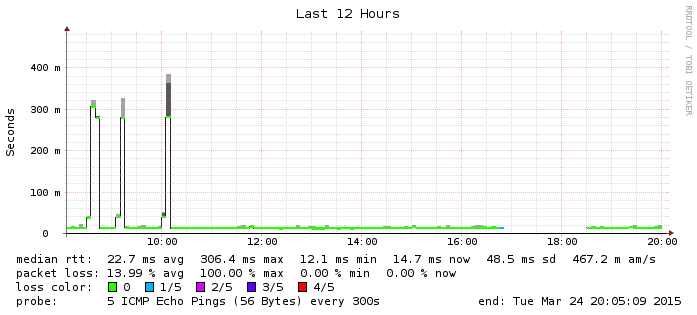 Last 12 Hours
RRDTOOL / TOBI OETIKER
Seconds
400 m
300 m
200 m
100 m
0
10:00 12:00 14:00 16:00 18:00 20:00
median rtt: 22.7 ms avg 306.4 ms max 12.1 ms min 14.7 ms now 48.5 ms sd 467.2 m am/s
packet loss: 13.99 % avg 100.00 % max 0.00 % min 0.00 % now
loss color: 0 1/5 2/5 3/5 4/5
probe: 5 ICMP Echo Pings (56 Bytes) every 300s end: Tue Mar 24 20:05:09 2015